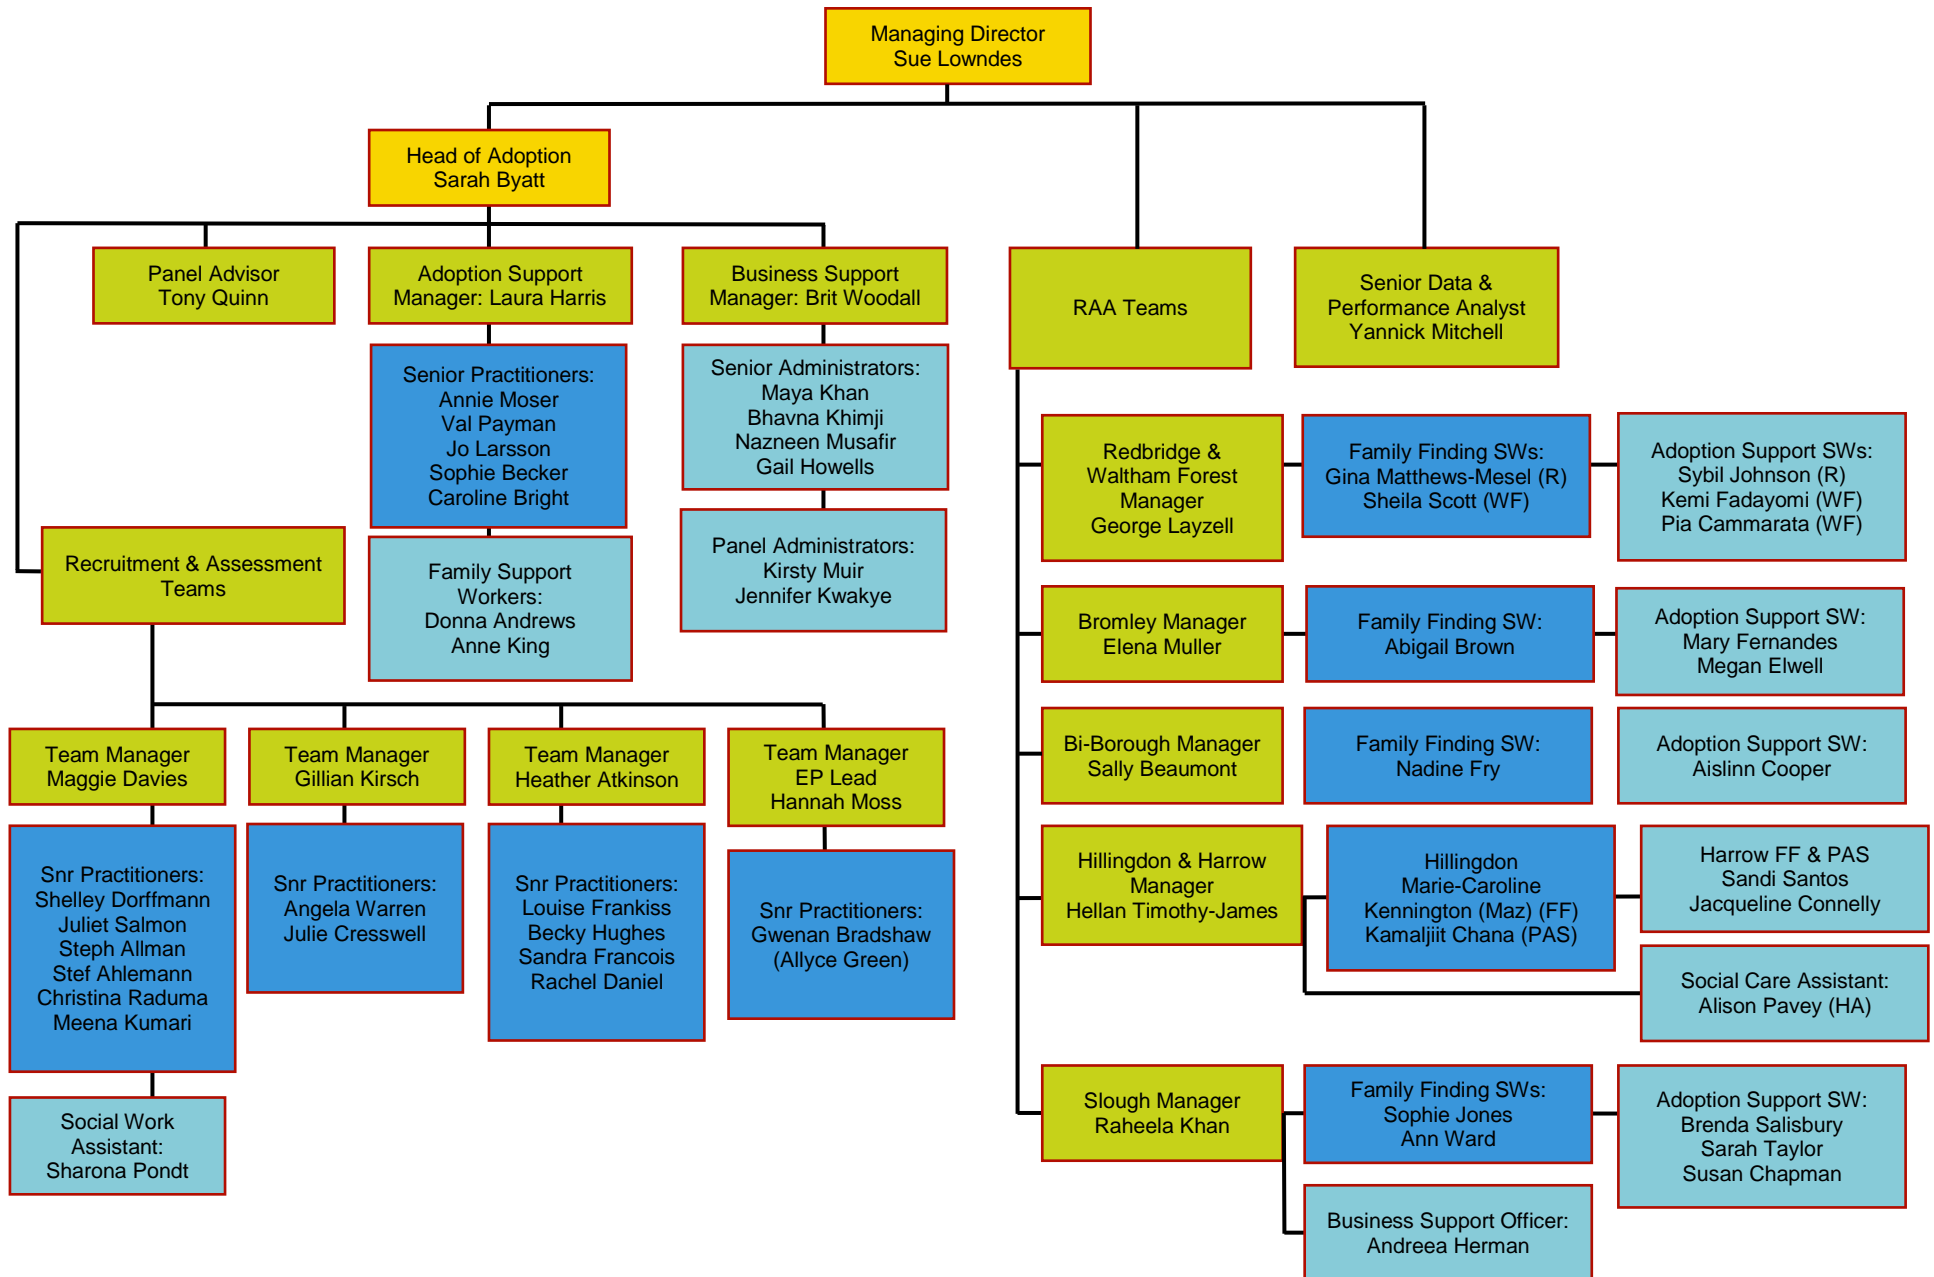 Managing Director
Sue Lowndes
Head of Adoption
Sarah Byatt
Panel Advisor
Tony Quinn
Adoption Support
Manager: Laura Harris
Business Support
Manager: Brit Woodall
RAA Teams
Senior Data &
Performance Analyst
Yannick Mitchell
Senior Practitioners:
Annie Moser
Val Payman
Jo Larsson
Sophie Becker
Caroline Bright
Senior Administrators:
Maya Khan
Bhavna Khimji
Nazneen Musafir
Gail Howells
Family Support
Workers:
Donna Andrews
Anne King
Panel Administrators:
Kirsty Muir
Jennifer Kwakye
Recruitment & Assessment
Teams
Team Manager
Maggie Davies
Team Manager
Gillian Kirsch
Team Manager
Heather Atkinson
Team Manager
EP Lead
Hannah Moss
Snr Practitioners:
Shelley Dorffmann
Juliet Salmon
Steph Allman
Stef Ahlemann
Christina Raduma
Meena Kumari
Snr Practitioners:
Angela Warren
Julie Cresswell
Snr Practitioners:
Louise Frankiss
Becky Hughes
Sandra Francois
Rachel Daniel
Snr Practitioners:
Gwenan Bradshaw
(Allyce Green)
Social Work
Assistant:
Sharona Pondt
Redbridge &
Waltham Forest
Manager
George Layzell
Family Finding SWs:
Gina Matthews-Mesel (R)
Sheila Scott (WF)
Adoption Support SWs:
Sybil Johnson (R)
Kemi Fadayomi (WF)
Pia Cammarata (WF)
Bromley Manager
Elena Muller
Family Finding SW:
Abigail Brown
Adoption Support SW:
Mary Fernandes
Megan Elwell
Bi-Borough Manager
Sally Beaumont
Family Finding SW:
Nadine Fry
Adoption Support SW:
Aislinn Cooper
Hillingdon & Harrow
Manager
Hellan Timothy-James
Hillingdon
Marie-Caroline
Kennington (Maz) (FF)
Kamaljiit Chana (PAS)
Harrow FF & PAS
Sandi Santos
Jacqueline Connelly
Social Care Assistant:
Alison Pavey (HA)
Slough Manager
Raheela Khan
Family Finding SWs:
Sophie Jones
Ann Ward
Adoption Support SW:
Brenda Salisbury
Sarah Taylor
Susan Chapman
Business Support Officer:
Andreea Herman